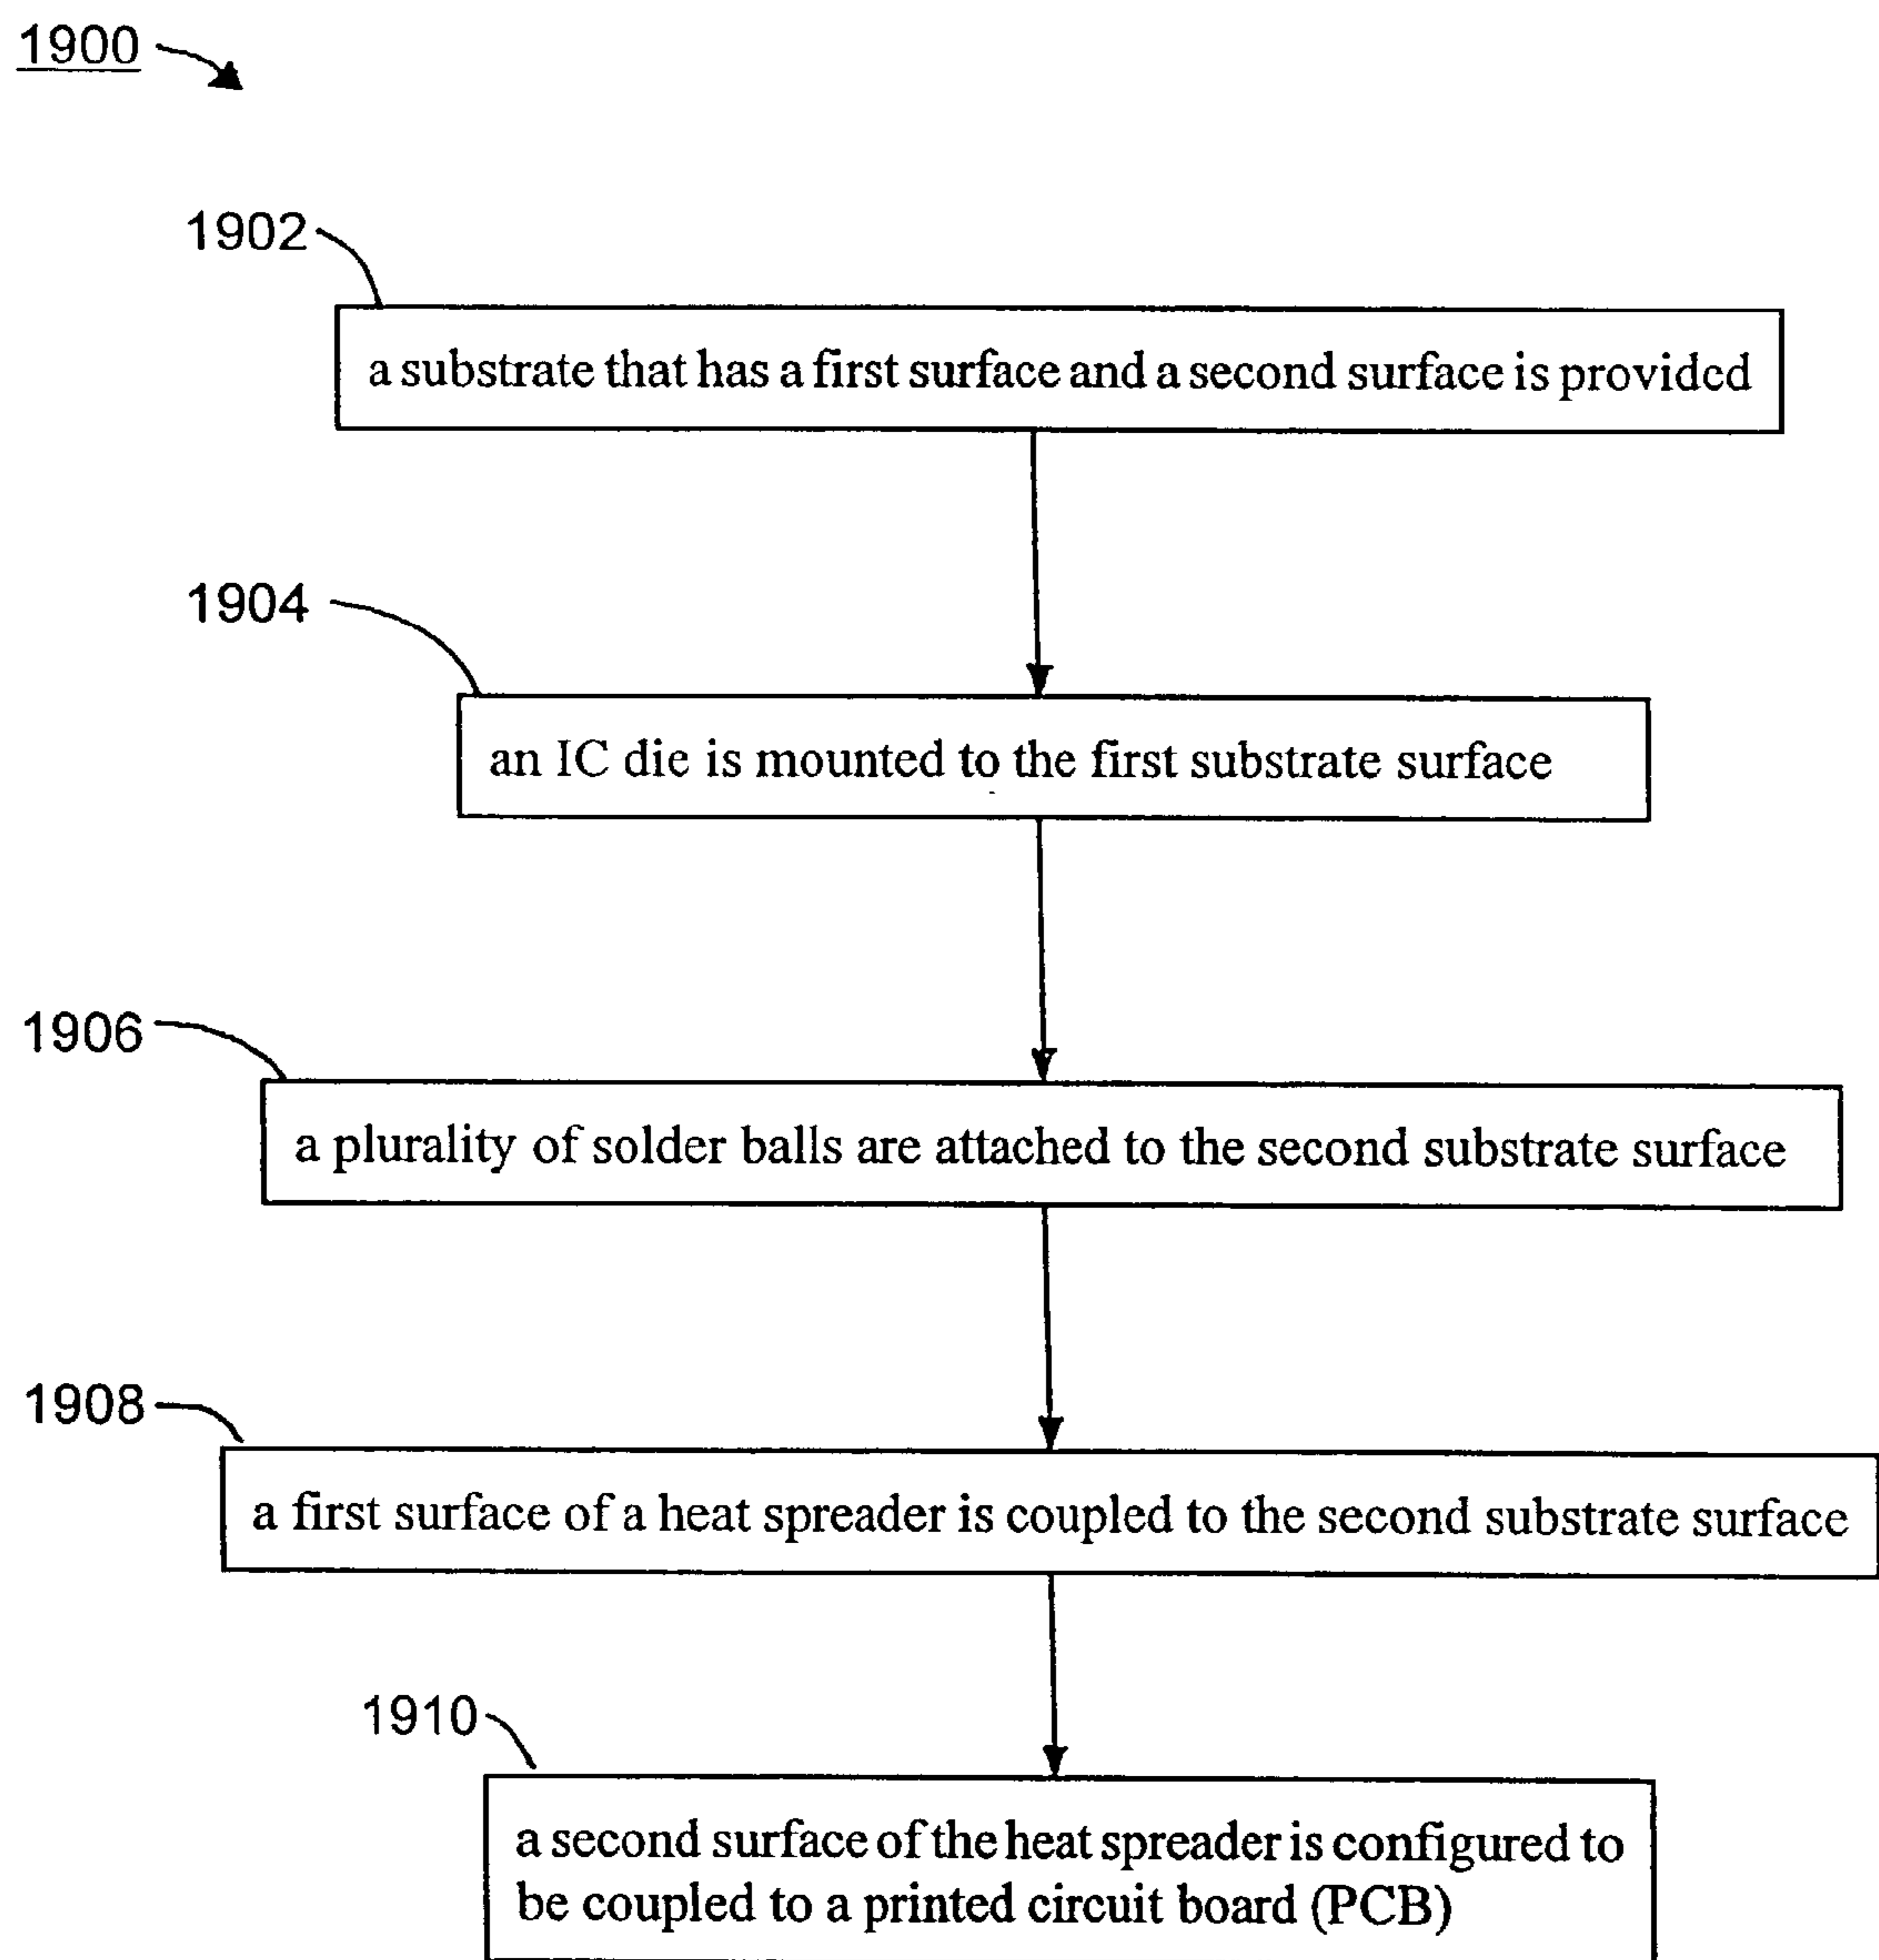 1900
1902
a substrate that has a first surface and a second surface is provided
1904
an IC die is mounted to the first substrate surface
1906
a plurality of solder balls are attached to the second substrate surface
1908
a first surface of a heat spreader is coupled to the second substrate surface
1910
a second surface of the heat spreader is configured to
be coupled to a printed circuit board (PCB)